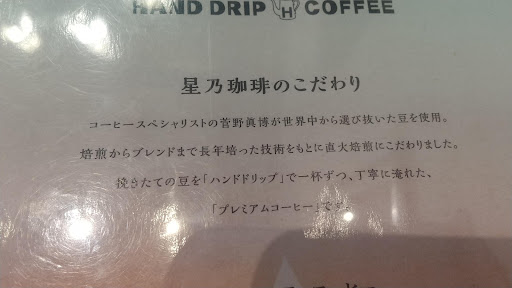 HAND DRIP H COFFEE
星乃珈琲のこだわり
コーヒースペシャリストの菅野眞博が世界中から選び抜いた豆を使用。
焙煎からブレンドまで長年培った技術をもとに直火焙煎にこだわりました。
挽きたての豆を「ハンドドリップ」で一杯ずつ、丁寧に淹れた、
「プレミアムコーヒー」です。